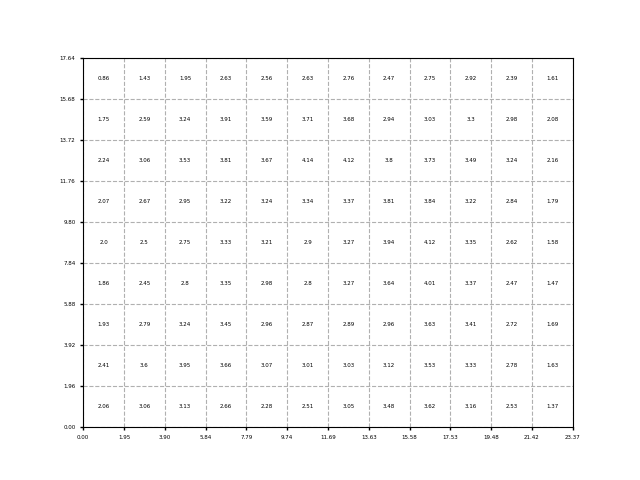 17.64
0.86 1.43 1.95 2.63 2.56 2.63 2.76 2.47 2.75 2.92 2.39 1.61
15.68
1.75 2.59 3.24 3.91 3.59 3.71 3.68 2.94 3.03 3.3 2.98 2.08
13.72
2.24 3.06 3.53 3.81 3.67 4.14 4.12 3.8 3.73 3.49 3.24 2.16
11.76
2.07 2.67 2.95 3.22 3.24 3.34 3.37 3.81 3.84 3.22 2.84 1.79
9.80
2.0 2.5 2.75 3.33 3.21 2.9 3.27 3.94 4.12 3.35 2.62 1.58
7.84
1.86 2.45 2.8 3.35 2.98 2.8 3.27 3.64 4.01 3.37 2.47 1.47
5.88
1.93 2.79 3.24 3.45 2.96 2.87 2.89 2.96 3.63 3.41 2.72 1.69
3.92
2.41 3.6 3.95 3.66 3.07 3.01 3.03 3.12 3.53 3.33 2.78 1.63
1.96
2.06 3.06 3.13 2.66 2.28 2.51 3.05 3.48 3.62 3.16 2.53 1.37
0.00
0.00 1.95 3.90 5.84 7.79 9.74 11.69 13.63 15.58 17.53 19.48 21.42 23.37